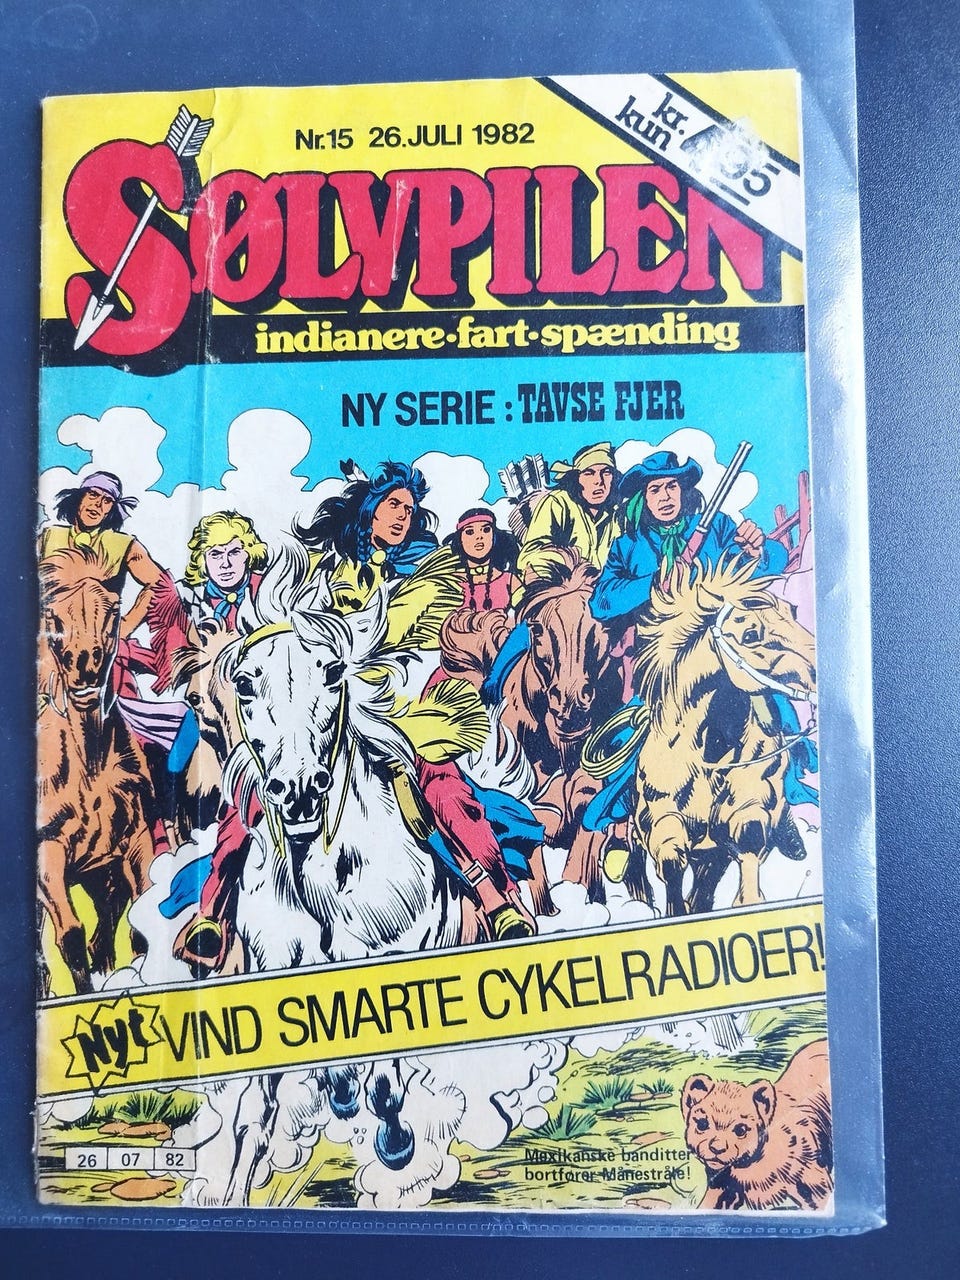 Nr.15 26.JULI 1982
kr.
kun
SØLVPILEN
indianere·fart·spænding
NY SERIE : TAVSE FJER
Nyt VIND SMARTE CYKELRADIOER!
Mexikanske banditter
bortfører Månestråle!
26 07 82